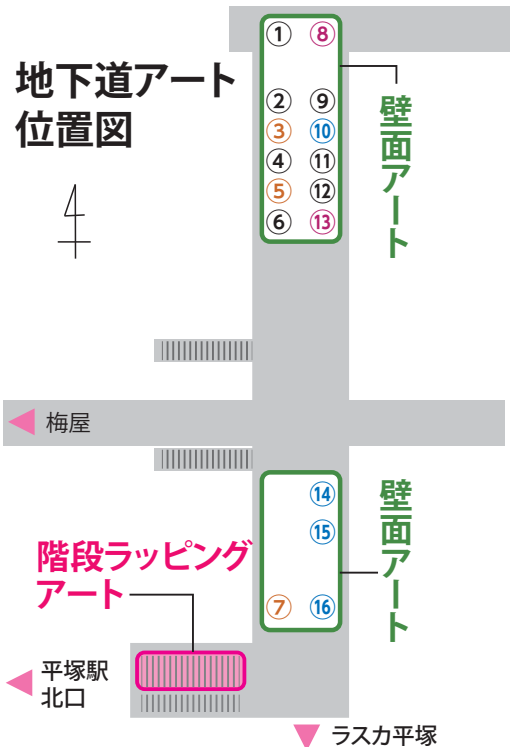 地下道アート
位置図
① ⑧
② ⑨
③ ⑩
④ ⑪
⑤ ⑫
⑥ ⑬
壁面アート
梅屋
⑭
⑮
⑦ ⑯
壁面アート
階段ラッピング
アート
平塚駅
北口
ラスカ平塚